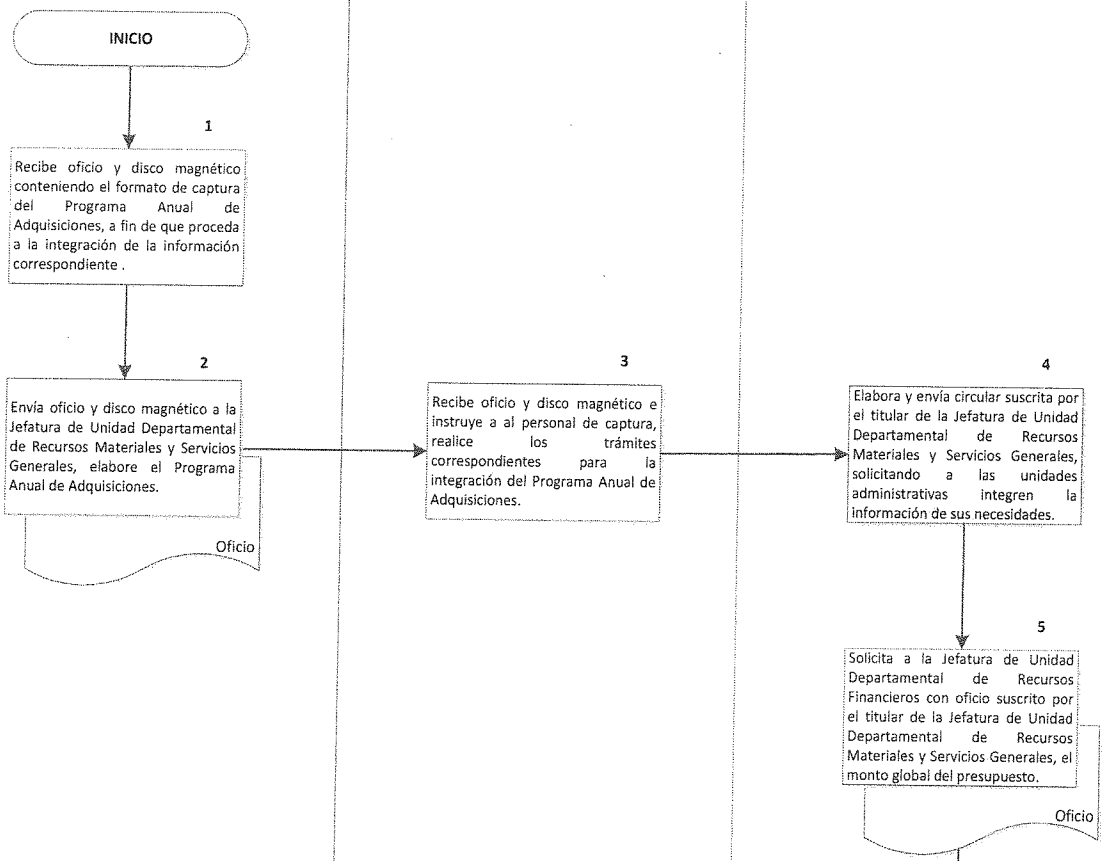 INICIO
1
Recibe oficio y disco magnético
conteniendo el formato de captura
del Programa Anual de
Adquisiciones, a fin de que proceda
a la integración de la información
correspondiente .
2
Envía oficio y disco magnético a la
Jefatura de Unidad Departamental
de Recursos Materiales y Servicios
Generales, elabore el Programa
Anual de Adquisiciones.
Oficio
3
Recibe oficio y disco magnético e
instruye a al personal de captura,
realice los trámites
correspondientes para la
integración del Programa Anual de
Adquisiciones.
4
Elabora y envía circular suscrita por
el titular de la Jefatura de Unidad
Departamental de Recursos
Materiales y Servicios Generales,
solicitando a las unidades
administrativas integren la
información de sus necesidades.
5
Solicita a la Jefatura de Unidad
Departamental de Recursos
Financieros con oficio suscrito por
el titular de la Jefatura de Unidad
Departamental de Recursos
Materiales y Servicios Generales, el
monto global del presupuesto.
Oficio